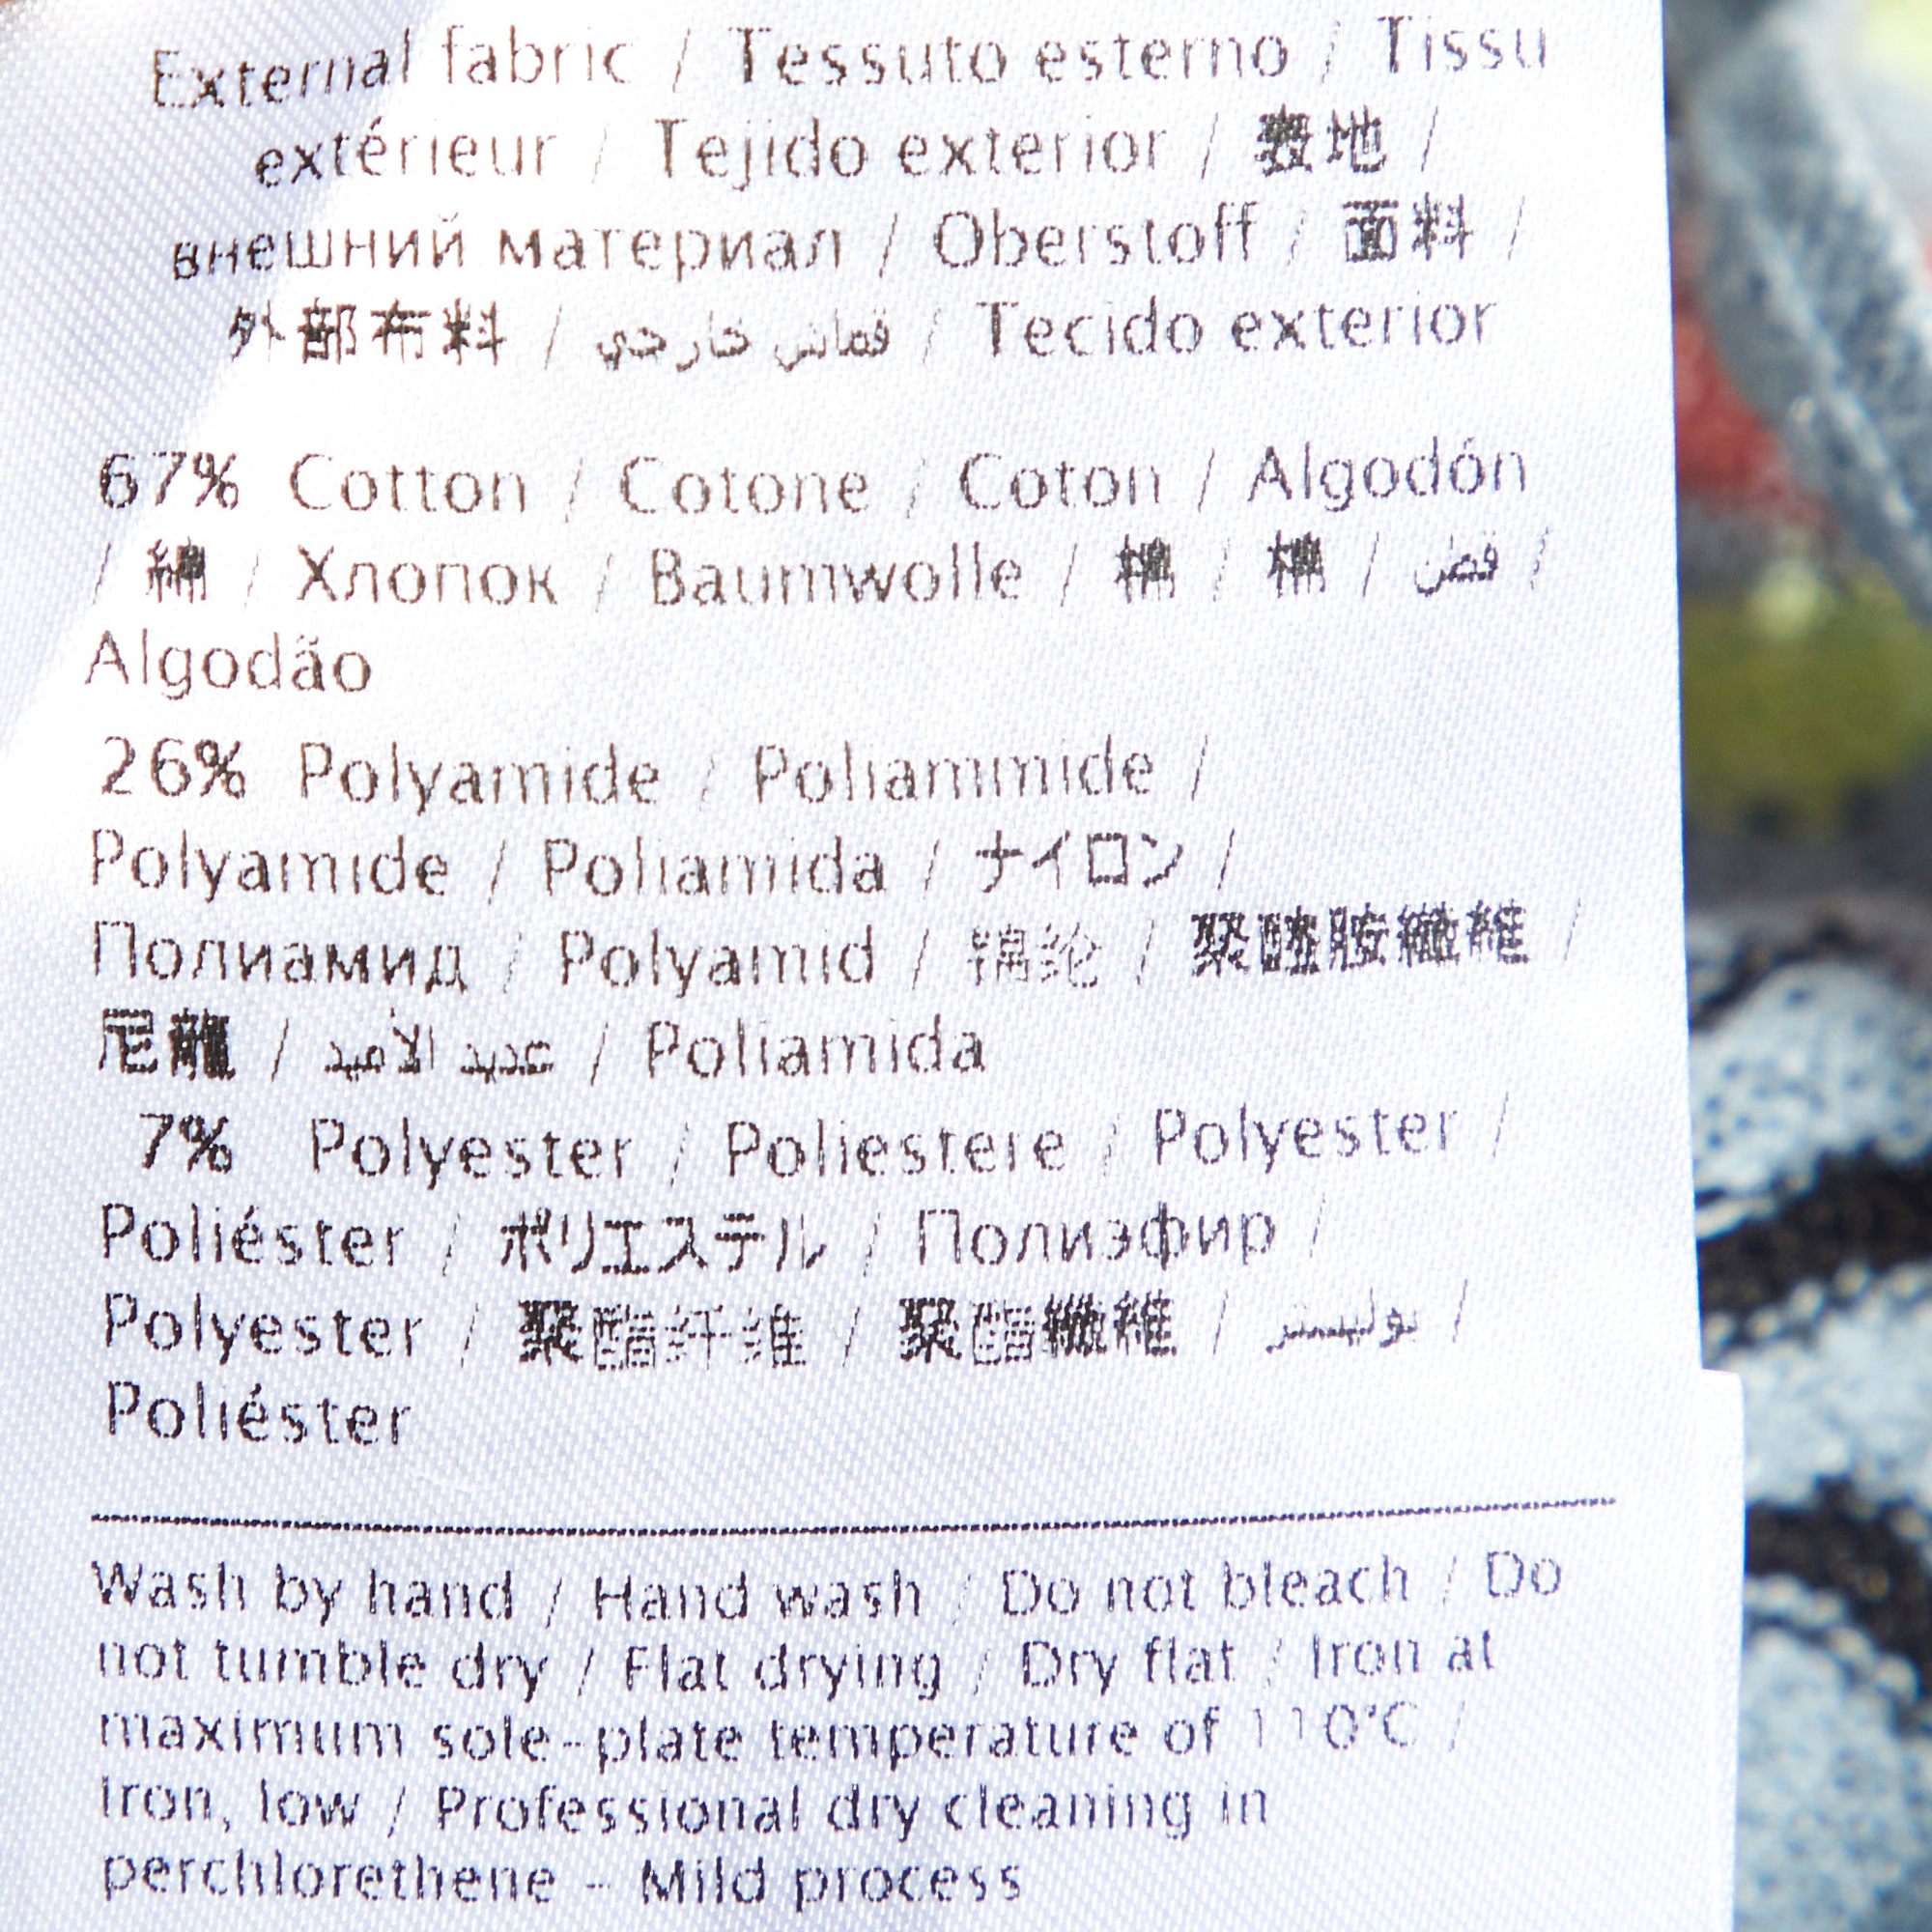 External fabric / Tessuto esterno / Tissu
extérieur / Tejido exterior / 表地 /
внешний материал / Oberstoff / 面料 /
外部布料 / قماش خارجي / Tecido exterior
67% Cotton / Cotone / Coton / Algodón
/ 綿 / Хлопок / Baumwolle / 棉 / 棉 / قطن /
Algodão
26% Polyamide / Poliammide /
Polyamide / Poliamida / ナイロン /
Полиамид / Polyamid / 锦纶 / 聚醯胺纖維 /
尼龍 / عديد الاميد / Poliamida
7% Polyester / Poliestere / Polyester /
Poliéster / ポリエステル / Полиэфир /
Polyester / 聚酯纤维 / 聚酯纖維 / بوليستر /
Poliéster
Wash by hand / Hand wash / Do not bleach / Do
not tumble dry / Flat drying / Dry flat / Iron at
maximum sole-plate temperature of 110°C /
Iron, low / Professional dry cleaning in
perchlorethene - Mild process